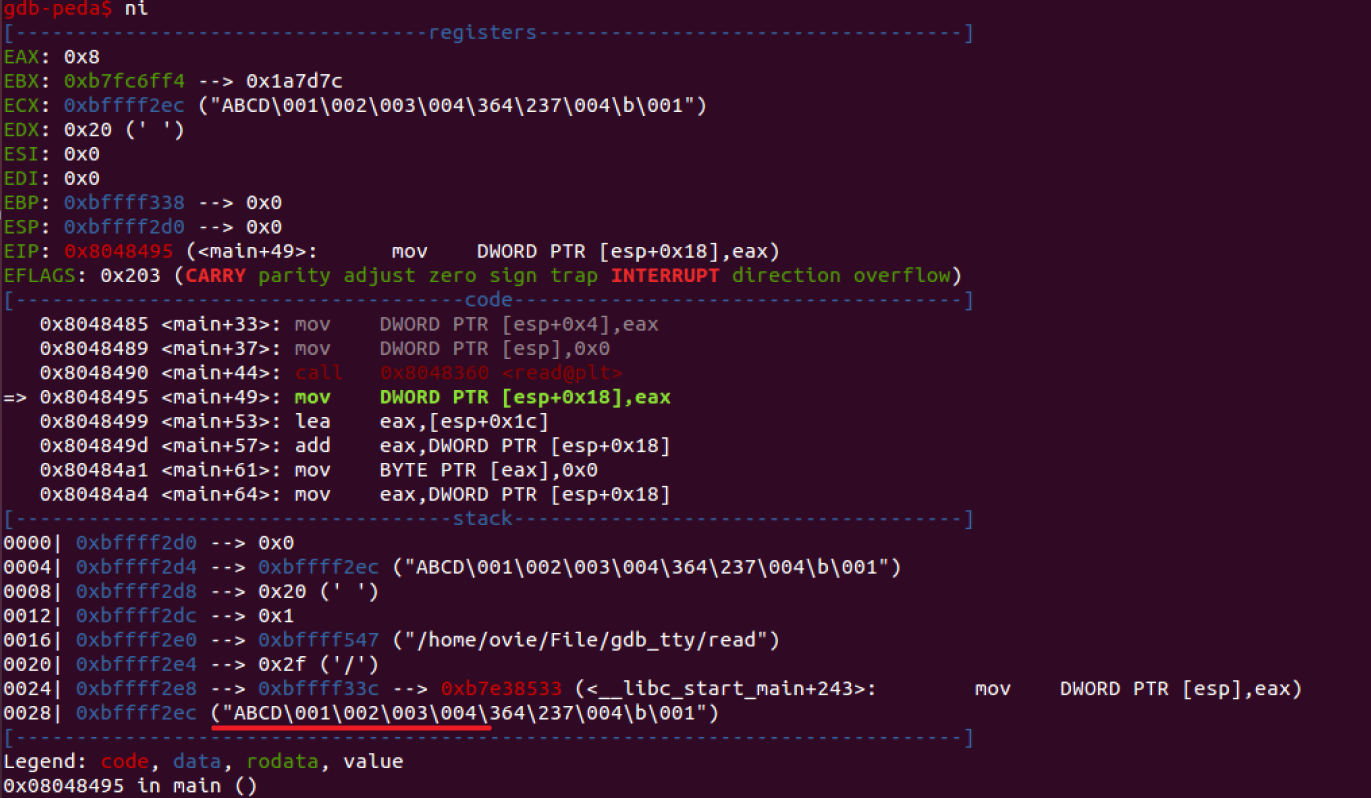 gdb-peda$ ni
[----------------------------------registers-----------------------------------]
EAX: 0x8
EBX: 0xb7fc6ff4 --> 0x1a7d7c
ECX: 0xbffff2ec ("ABCD\001\002\003\004\364\237\004\b\001")
EDX: 0x20 (' ')
ESI: 0x0
EDI: 0x0
EBP: 0xbffff338 --> 0x0
ESP: 0xbffff2d0 --> 0x0
EIP: 0x8048495 (<main+49>:      mov    DWORD PTR [esp+0x18],eax)
EFLAGS: 0x203 (CARRY parity adjust zero sign trap INTERRUPT direction overflow)
[-------------------------------------code-------------------------------------]
   0x8048485 <main+33>: mov    DWORD PTR [esp+0x4],eax
   0x8048489 <main+37>: mov    DWORD PTR [esp],0x0
   0x8048490 <main+44>: call   0x8048360 <read@plt>
=> 0x8048495 <main+49>: mov    DWORD PTR [esp+0x18],eax
   0x8048499 <main+53>: lea    eax,[esp+0x1c]
   0x804849d <main+57>: add    eax,DWORD PTR [esp+0x18]
   0x80484a1 <main+61>: mov    BYTE PTR [eax],0x0
   0x80484a4 <main+64>: mov    eax,DWORD PTR [esp+0x18]
[------------------------------------stack-------------------------------------]
0000| 0xbffff2d0 --> 0x0
0004| 0xbffff2d4 --> 0xbffff2ec ("ABCD\001\002\003\004\364\237\004\b\001")
0008| 0xbffff2d8 --> 0x20 (' ')
0012| 0xbffff2dc --> 0x1
0016| 0xbffff2e0 --> 0xbffff547 ("/home/ovie/File/gdb_tty/read")
0020| 0xbffff2e4 --> 0x2f ('/')
0024| 0xbffff2e8 --> 0xbffff33c --> 0xb7e38533 (<__libc_start_main+243>:        mov    DWORD PTR [esp],eax)
0028| 0xbffff2ec ("ABCD\001\002\003\004\364\237\004\b\001")
[------------------------------------------------------------------------------]
Legend: code, data, rodata, value
0x08048495 in main ()